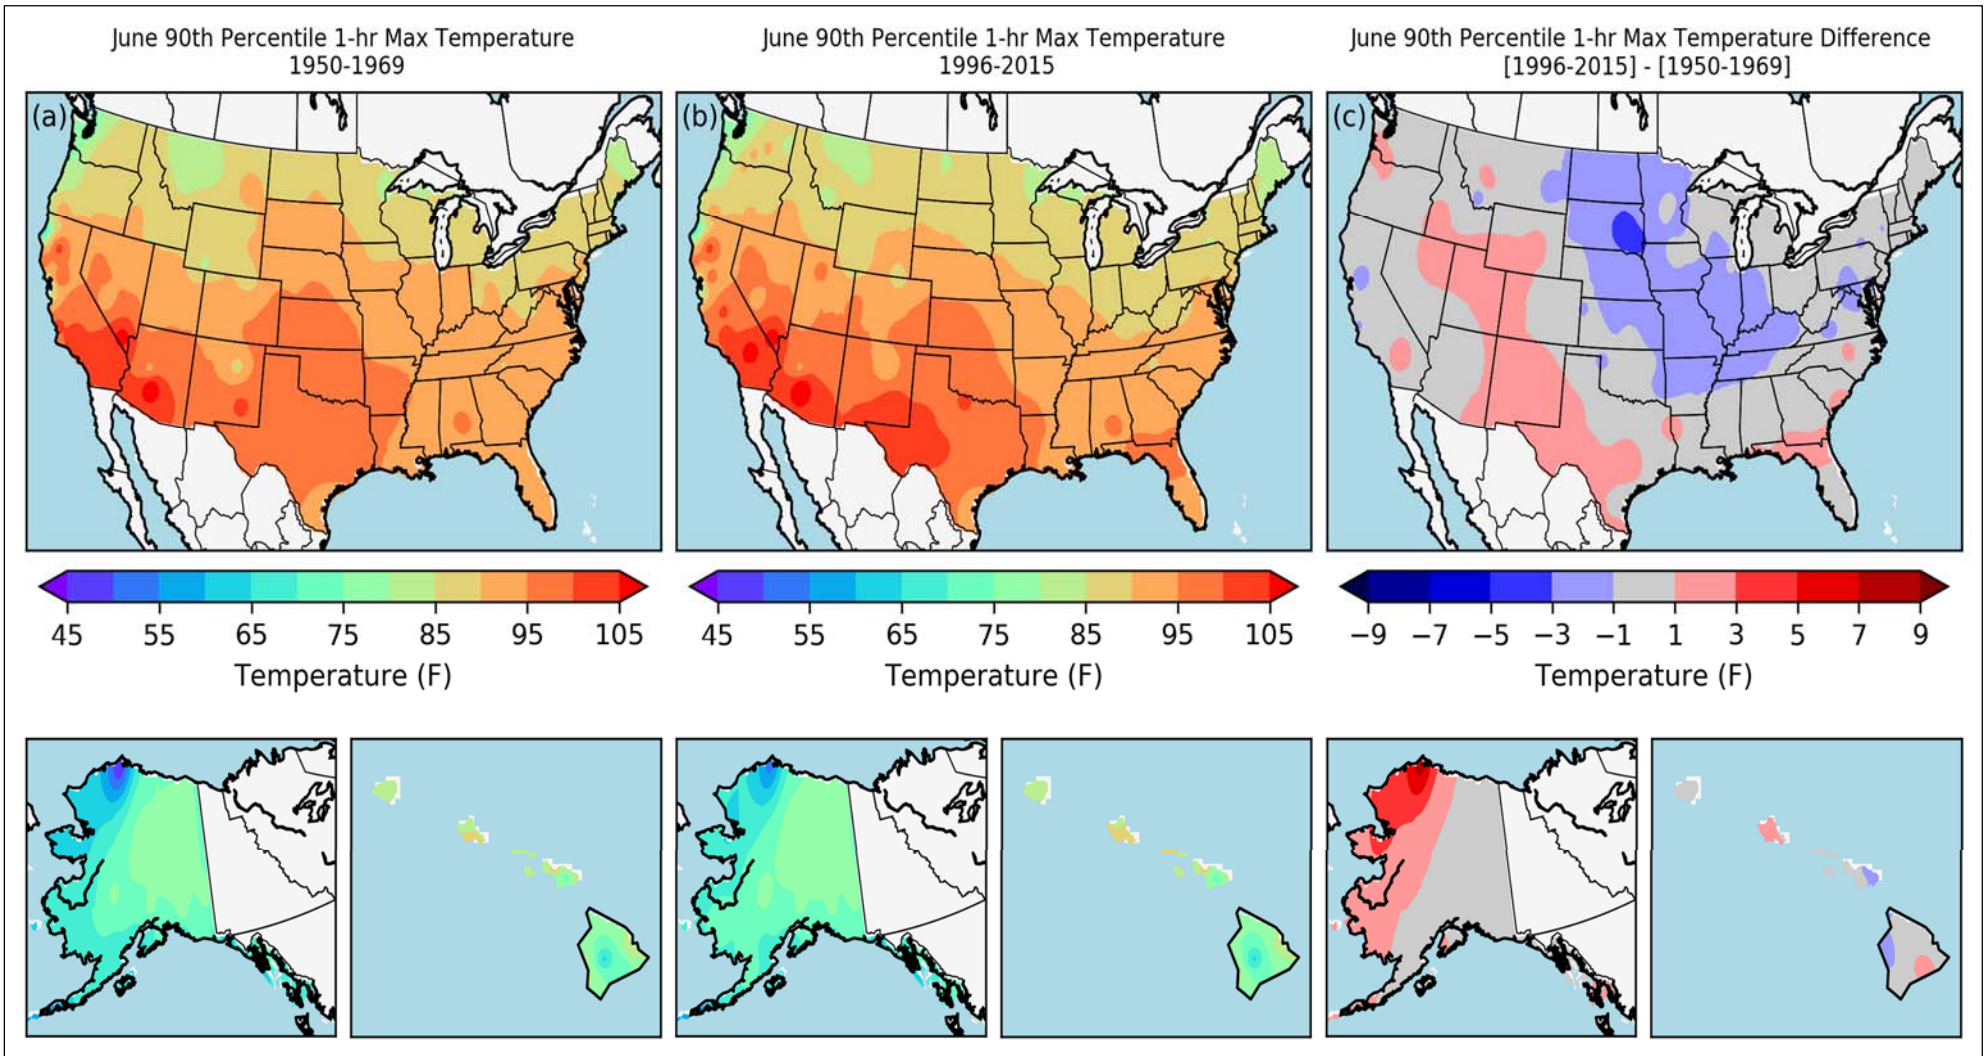 June 90th Percentile 1-hr Max Temperature
1950-1969
June 90th Percentile 1-hr Max Temperature
1996-2015
June 90th Percentile 1-hr Max Temperature Difference
[1996-2015] - [1950-1969]
(a)
(b)
(c)
45 55 65 75 85 95 105
Temperature (F)
45 55 65 75 85 95 105
Temperature (F)
−9 −7 −5 −3 −1 1 3 5 7 9
Temperature (F)